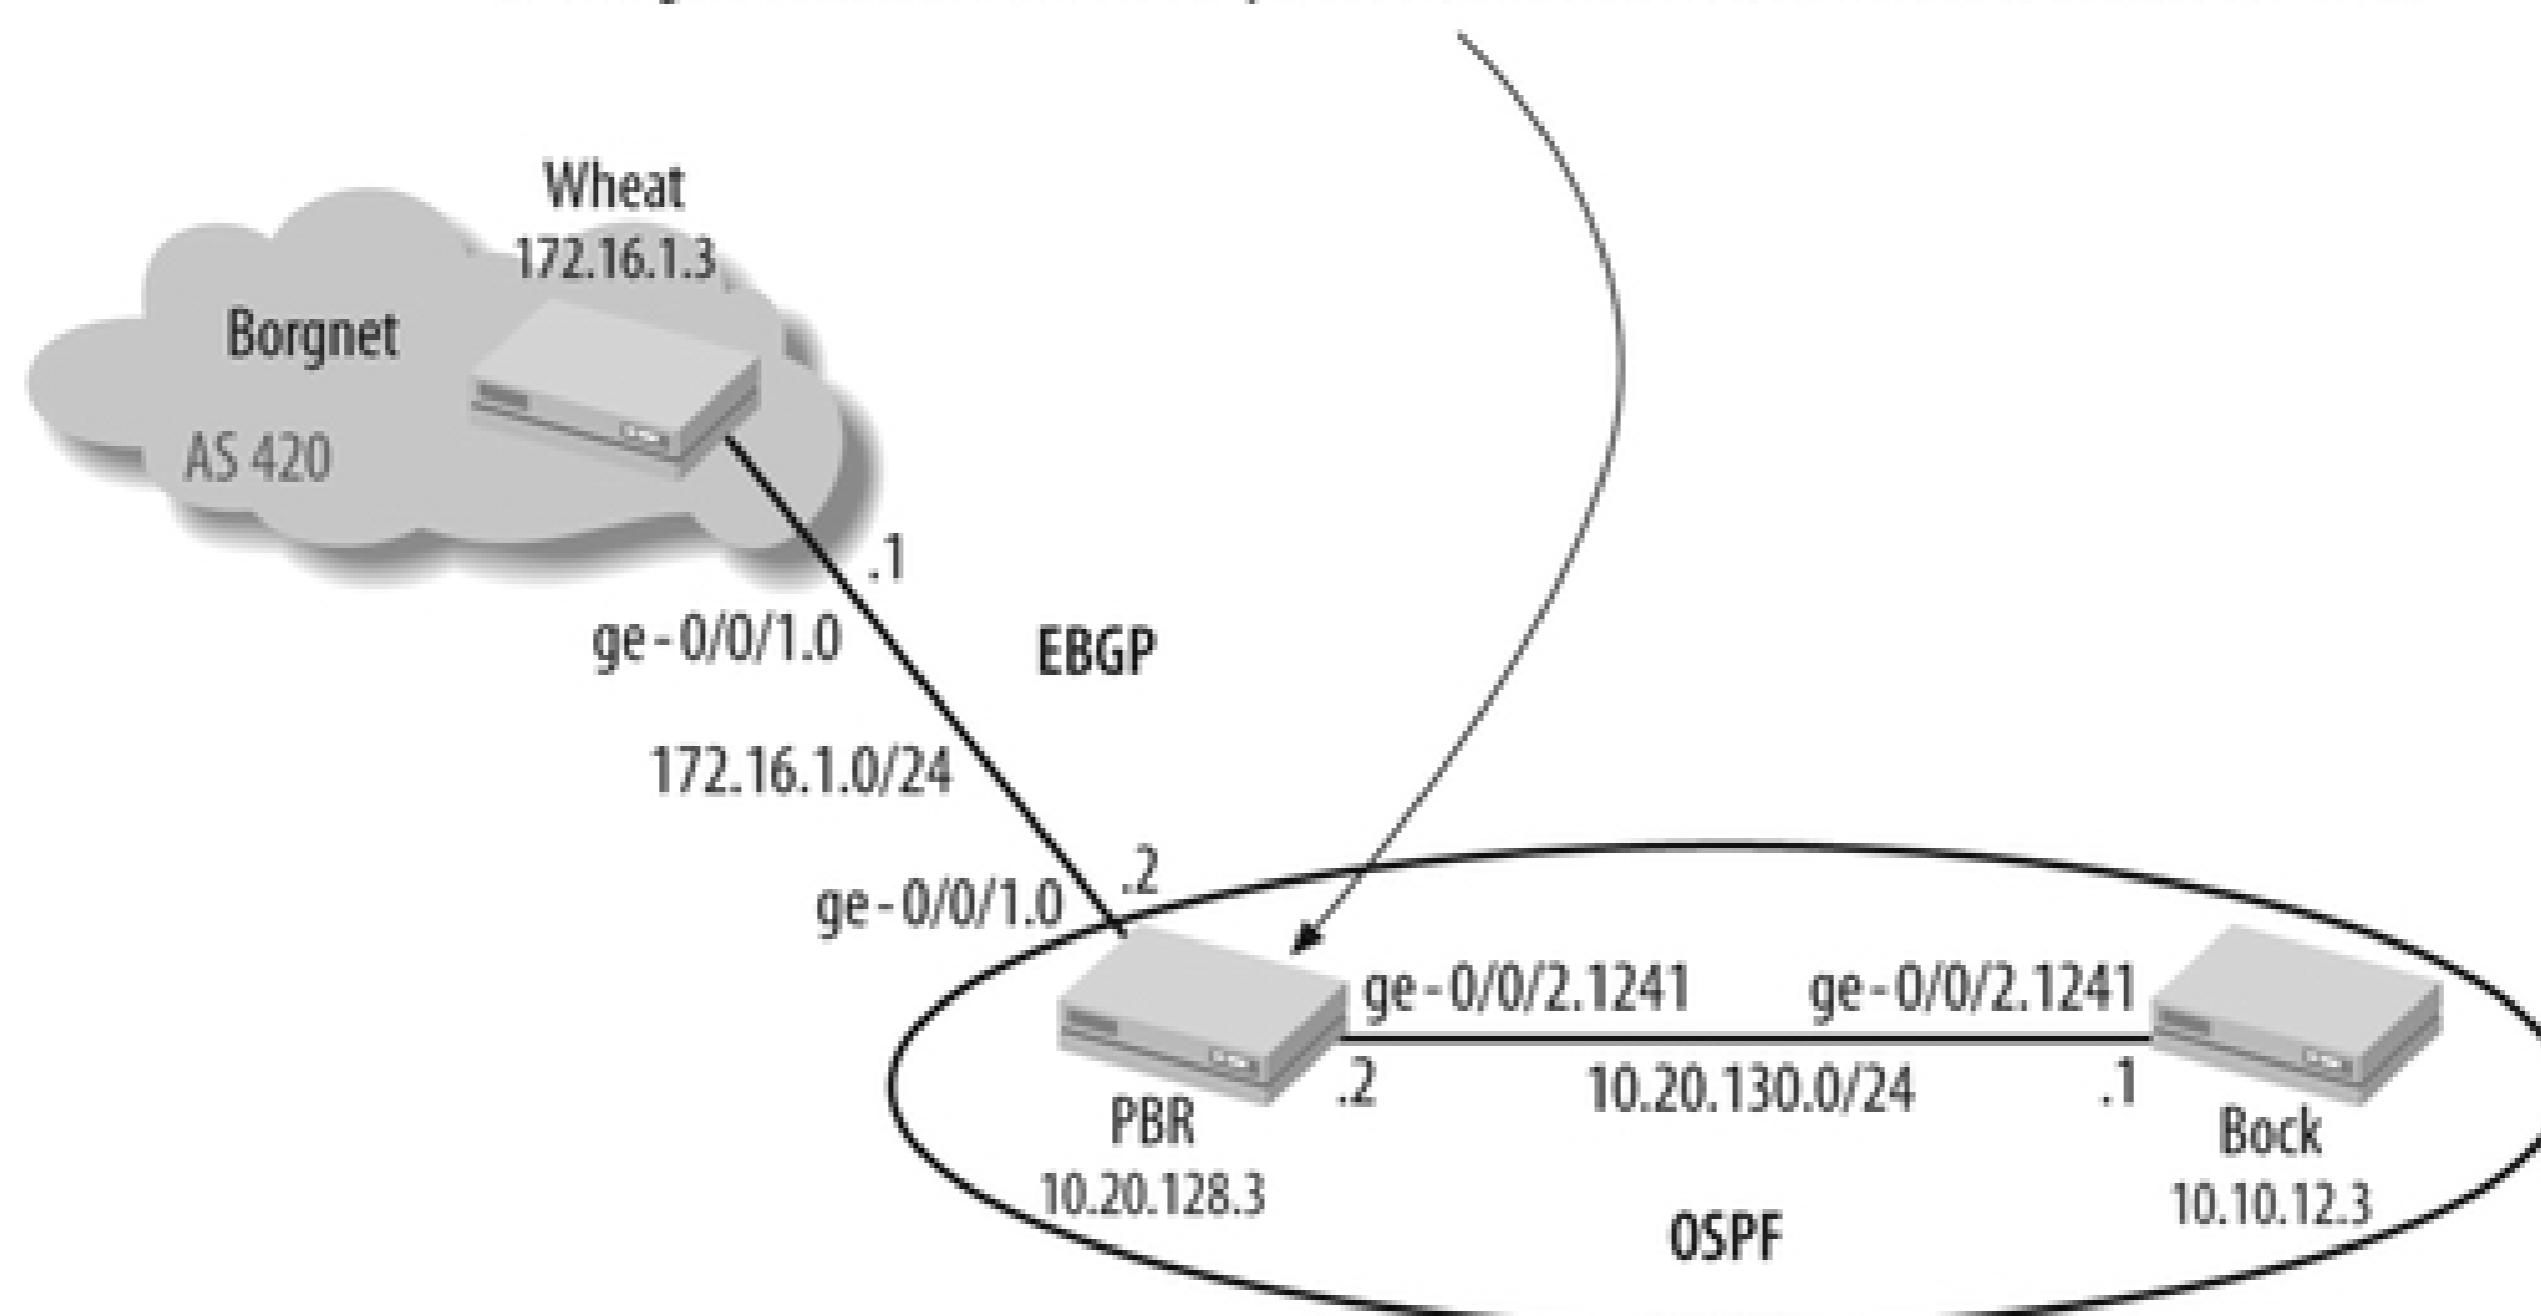 Wheat
172.16.1.3
Borgnet
AS 420
.1
ge-0/0/1.0
EBGP
172.16.1.0/24
.2
ge-0/0/1.0
ge-0/0/2.1241
ge-0/0/2.1241
.2
10.20.130.0/24
.1
PBR
10.20.128.3
Bock
10.10.12.3
OSPF